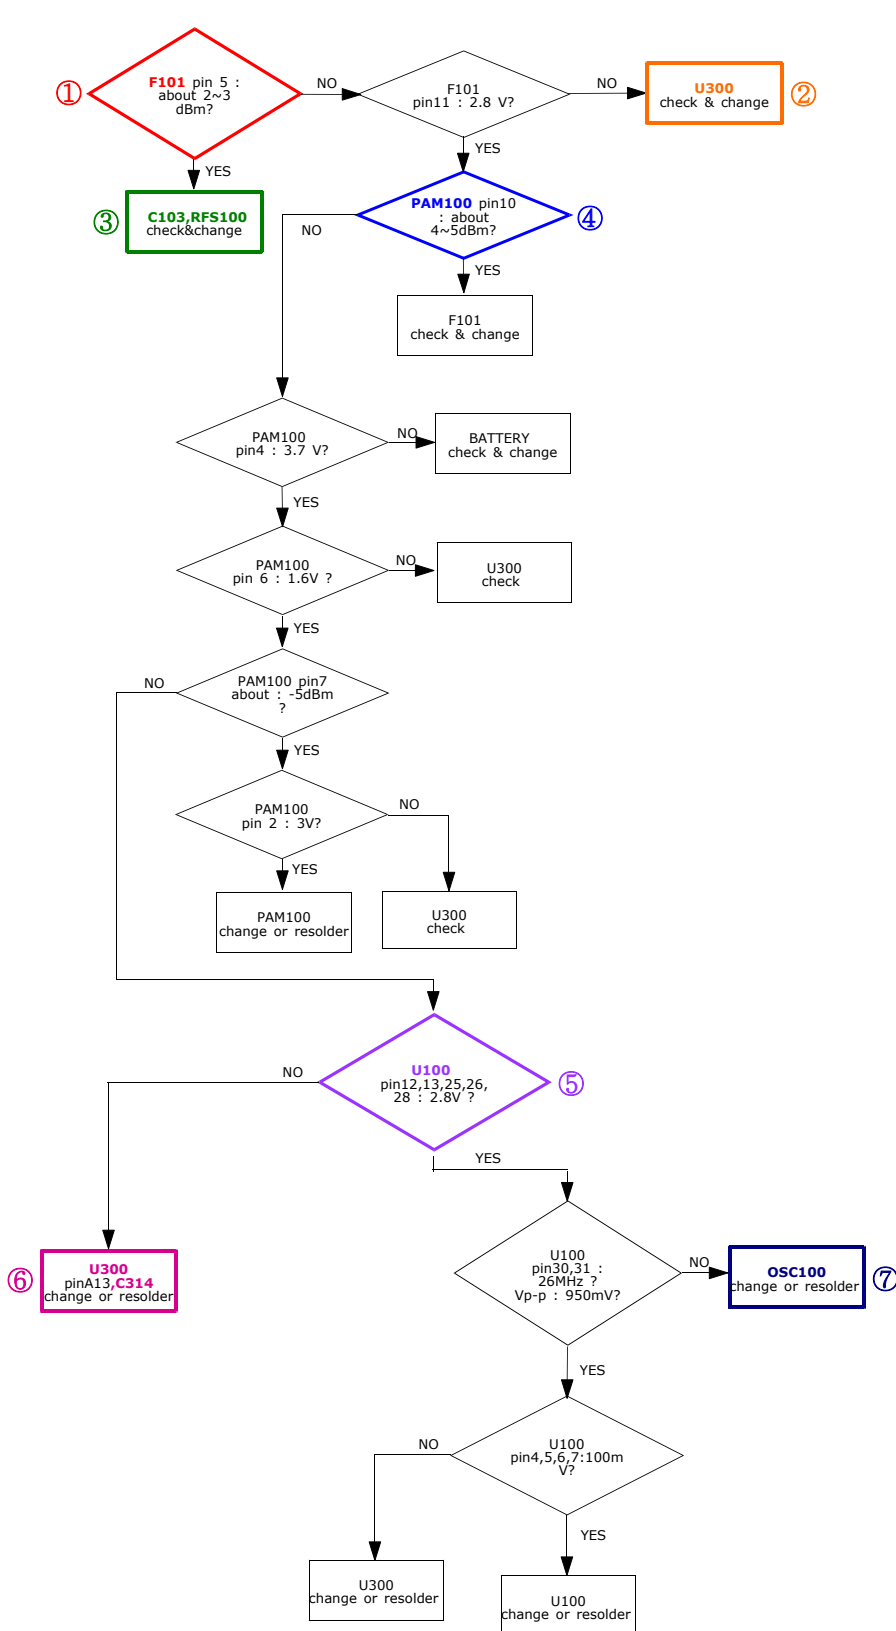 ①
F101 pin 5 :
about 2~3
dBm?
NO
F101
pin11 : 2.8 V?
NO
U300
check & change
②
YES
YES
③
C103,RFS100
check&change
PAM100 pin10
: about
4~5dBm?
④
NO
YES
F101
check & change
PAM100
pin4 : 3.7 V?
NO
BATTERY
check & change
YES
PAM100
pin 6 : 1.6V ?
NO
U300
check
YES
PAM100 pin7
about : -5dBm
?
NO
YES
PAM100
pin 2 : 3V?
NO
YES
PAM100
change or resolder
U300
check
U100
pin12,13,25,26,
28 : 2.8V ?
⑤
NO
YES
⑥
U300
pinA13,C314
change or resolder
U100
pin30,31 :
26MHz ?
Vp-p : 950mV?
NO
OSC100
change or resolder
⑦
YES
U100
pin4,5,6,7:100m
V?
NO
YES
U300
change or resolder
U100
change or resolder